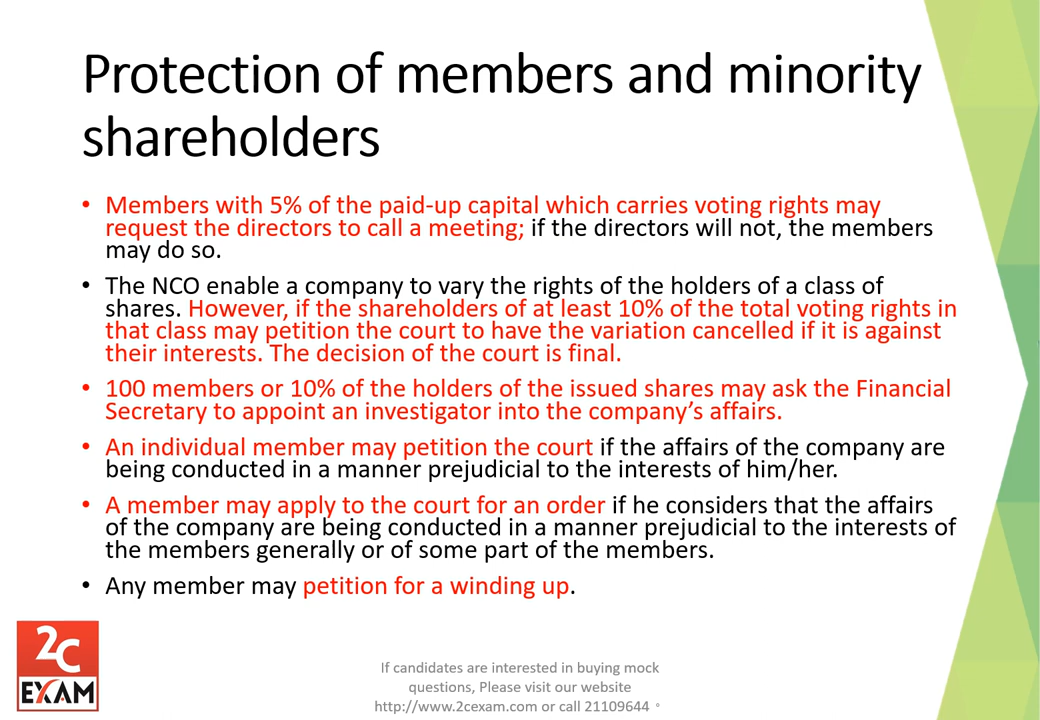 Protection of members and minority
shareholders
• Members with 5% of the paid-up capital which carries voting rights may
request the directors to call a meeting; if the directors will not, the members
may do so.
• The NCO enable a company to vary the rights of the holders of a class of
shares. However, if the shareholders of at least 10% of the total voting rights in
that class may petition the court to have the variation cancelled if it is against
their interests. The decision of the court is final.
• 100 members or 10% of the holders of the issued shares may ask the Financial
Secretary to appoint an investigator into the company’s affairs.
• An individual member may petition the court if the affairs of the company are
being conducted in a manner prejudicial to the interests of him/her.
• A member may apply to the court for an order if he considers that the affairs
of the company are being conducted in a manner prejudicial to the interests of
the members generally or of some part of the members.
• Any member may petition for a winding up.
2C
EXAM
If candidates are interested in buying mock
questions, Please visit our website
http://www.2cexam.com or call 21109644 。